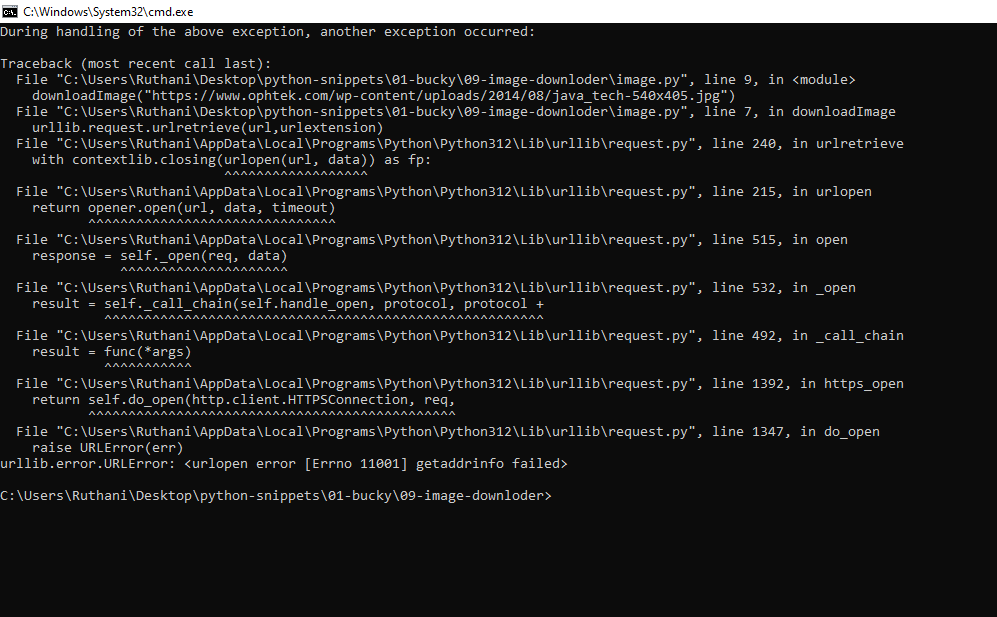 C:\Windows\System32\cmd.exe
During handling of the above exception, another exception occurred:
Traceback (most recent call last):
File "C:\Users\Ruthani\Desktop\python-snippets\01-bucky\09-image-downloder\image.py", line 9, in <module>
downloadImage("https://www.ophtek.com/wp-content/uploads/2014/08/java_tech-540x405.jpg")
File "C:\Users\Ruthani\Desktop\python-snippets\01-bucky\09-image-downloder\image.py", line 7, in downloadImage
urllib.request.urlretrieve(url,urlextension)
File "C:\Users\Ruthani\AppData\Local\Programs\Python\Python312\Lib\urllib\request.py", line 240, in urlretrieve
with contextlib.closing(urlopen(url, data)) as fp:
^^^^^^^^^^^^^^^^^^
File "C:\Users\Ruthani\AppData\Local\Programs\Python\Python312\Lib\urllib\request.py", line 215, in urlopen
return opener.open(url, data, timeout)
^^^^^^^^^^^^^^^^^^^^^^^^^^^^^^^
File "C:\Users\Ruthani\AppData\Local\Programs\Python\Python312\Lib\urllib\request.py", line 515, in open
response = self._open(req, data)
^^^^^^^^^^^^^^^^^^^^^
File "C:\Users\Ruthani\AppData\Local\Programs\Python\Python312\Lib\urllib\request.py", line 532, in _open
result = self._call_chain(self.handle_open, protocol, protocol +
^^^^^^^^^^^^^^^^^^^^^^^^^^^^^^^^^^^^^^^^^^^^^^^^^^^^^^^
File "C:\Users\Ruthani\AppData\Local\Programs\Python\Python312\Lib\urllib\request.py", line 492, in _call_chain
result = func(*args)
^^^^^^^^^^^
File "C:\Users\Ruthani\AppData\Local\Programs\Python\Python312\Lib\urllib\request.py", line 1392, in https_open
return self.do_open(http.client.HTTPSConnection, req,
^^^^^^^^^^^^^^^^^^^^^^^^^^^^^^^^^^^^^^^^^^^^^^
File "C:\Users\Ruthani\AppData\Local\Programs\Python\Python312\Lib\urllib\request.py", line 1347, in do_open
raise URLError(err)
urllib.error.URLError: <urlopen error [Errno 11001] getaddrinfo failed>
C:\Users\Ruthani\Desktop\python-snippets\01-bucky\09-image-downloder>